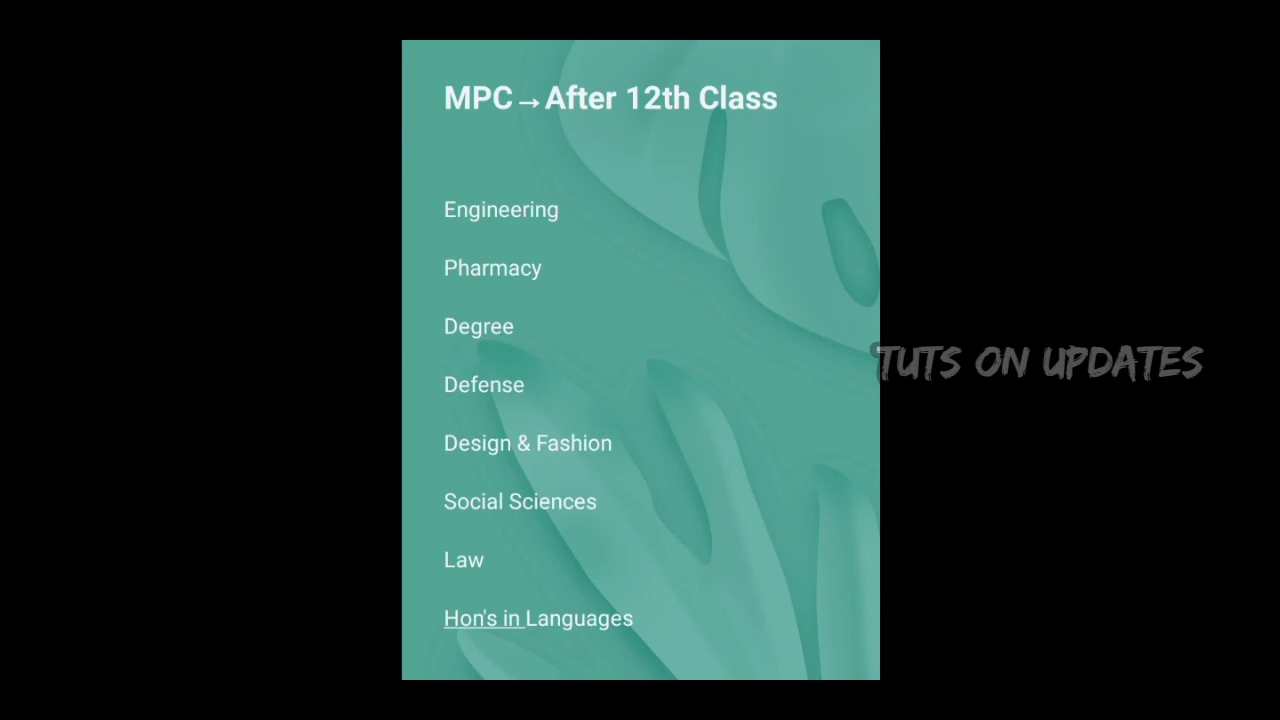 MPC→After 12th Class
Engineering
Pharmacy
Degree
Defense
Design & Fashion
Social Sciences
Law
Hon's in Languages
TUTS ON UPDATES